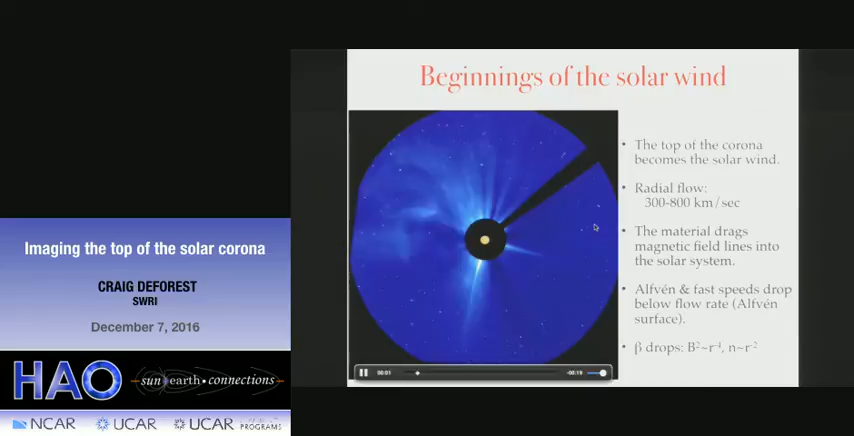 Beginnings of the solar wind
• The top of the corona
becomes the solar wind.
• Radial flow:
300-800 km/sec
• The material drags
magnetic field lines into
the solar system.
• Alfvén & fast speeds drop
below flow rate (Alfvén
surface).
• β drops: B²~r⁻⁴, n~r⁻²
00:01
-00:19
Imaging the top of the solar corona
CRAIG DEFOREST
SWRI
December 7, 2016
HAO
sun earth • connections
NCAR
UCAR
UCAR
PROGRAMS